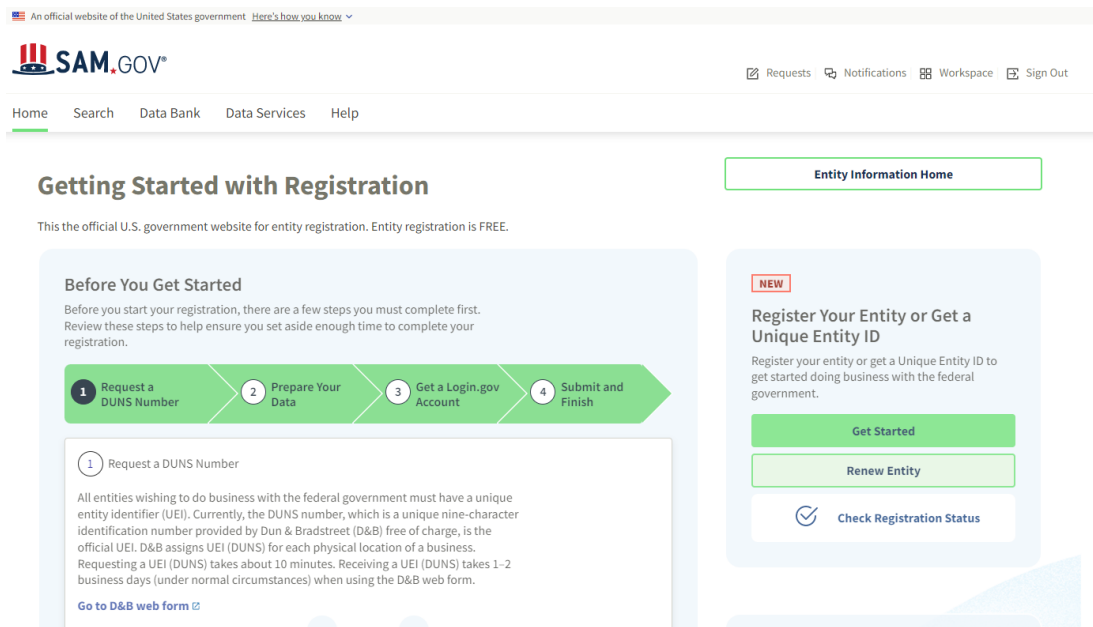 An official website of the United States government Here's how you know
SAM.GOV®
Requests Notifications Workspace Sign Out
Home Search Data Bank Data Services Help
Getting Started with Registration
Entity Information Home
This the official U.S. government website for entity registration. Entity registration is FREE.
Before You Get Started
Before you start your registration, there are a few steps you must complete first.
Review these steps to help ensure you set aside enough time to complete your
registration.
1 Request a
DUNS Number
2 Prepare Your
Data
3 Get a Login.gov
Account
4 Submit and
Finish
1 Request a DUNS Number
All entities wishing to do business with the federal government must have a unique
entity identifier (UEI). Currently, the DUNS number, which is a unique nine-character
identification number provided by Dun & Bradstreet (D&B) free of charge, is the
official UEI. D&B assigns UEI (DUNS) for each physical location of a business.
Requesting a UEI (DUNS) takes about 10 minutes. Receiving a UEI (DUNS) takes 1–2
business days (under normal circumstances) when using the D&B web form.
Go to D&B web form
NEW
Register Your Entity or Get a
Unique Entity ID
Register your entity or get a Unique Entity ID to
get started doing business with the federal
government.
Get Started
Renew Entity
Check Registration Status